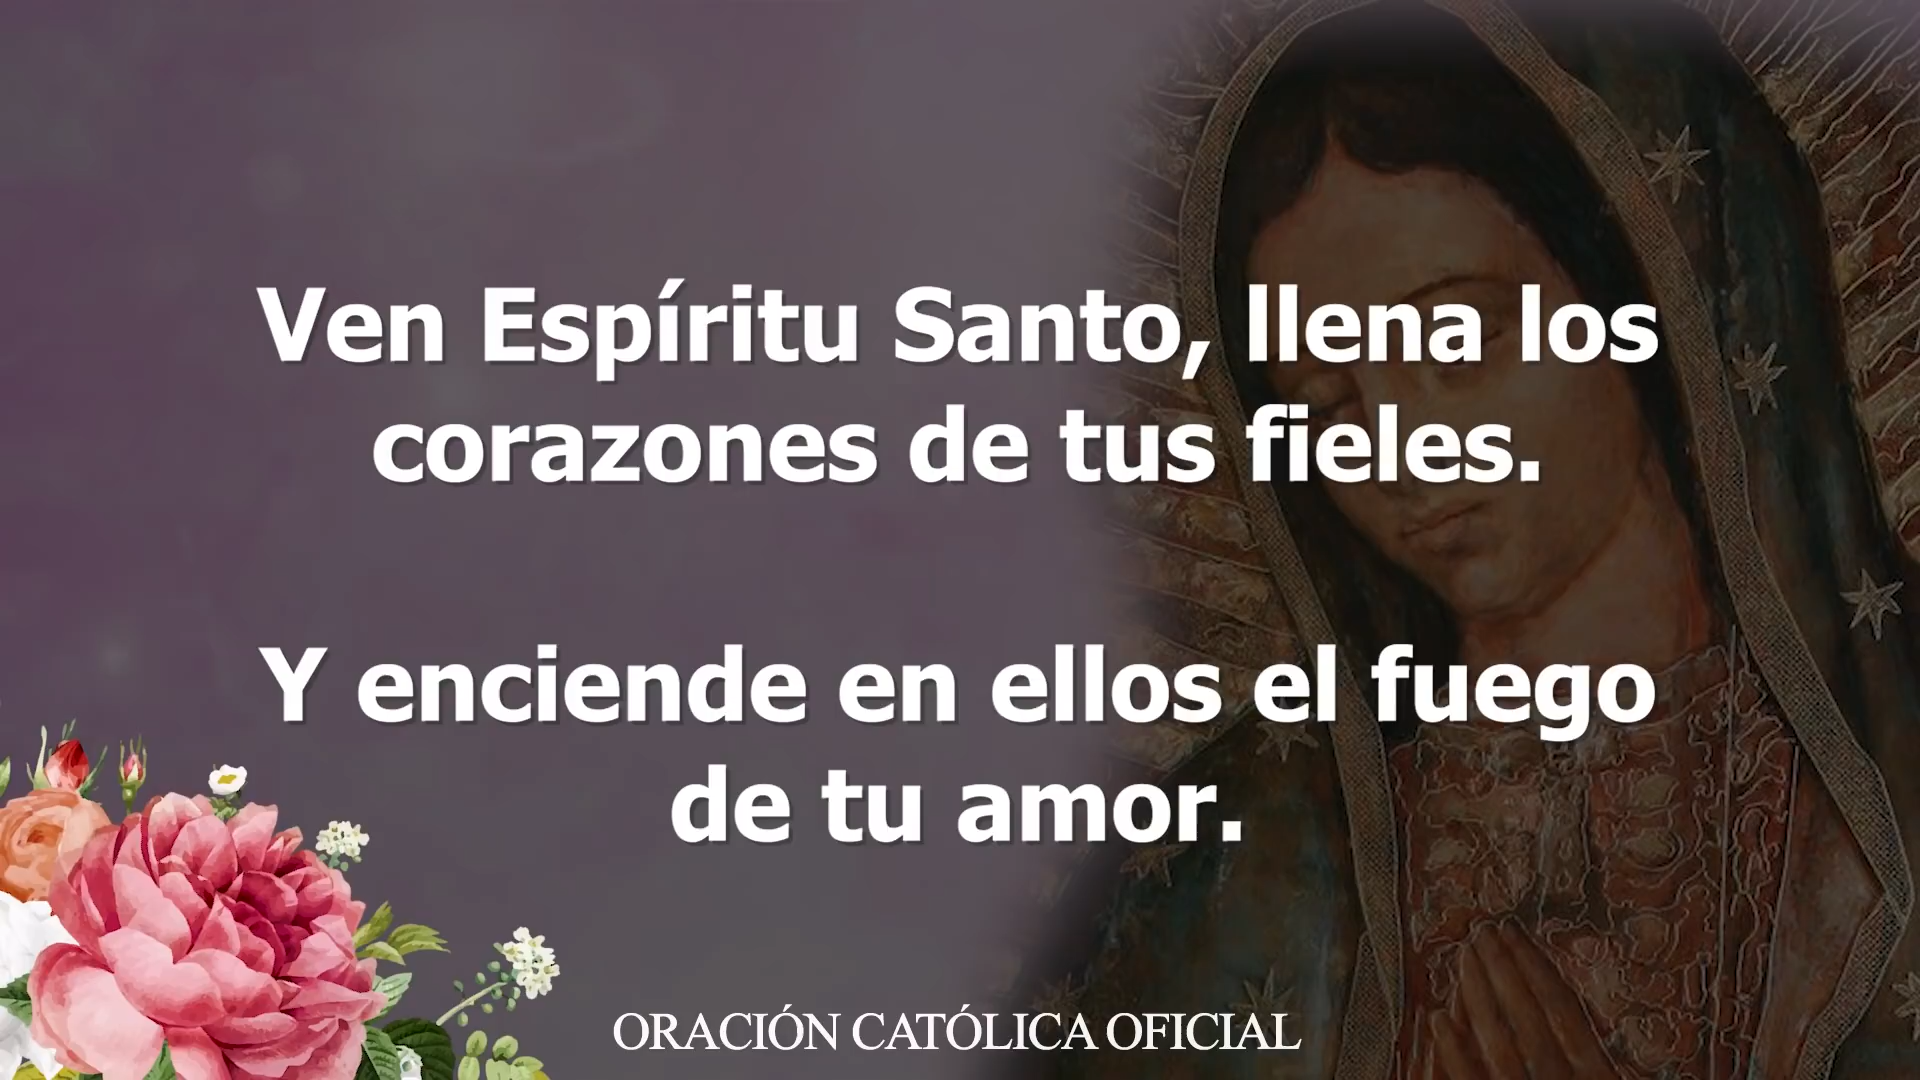 Ven Espíritu Santo, llena los
corazones de tus fieles.
Y enciende en ellos el fuego
de tu amor.
ORACIÓN CATÓLICA OFICIAL